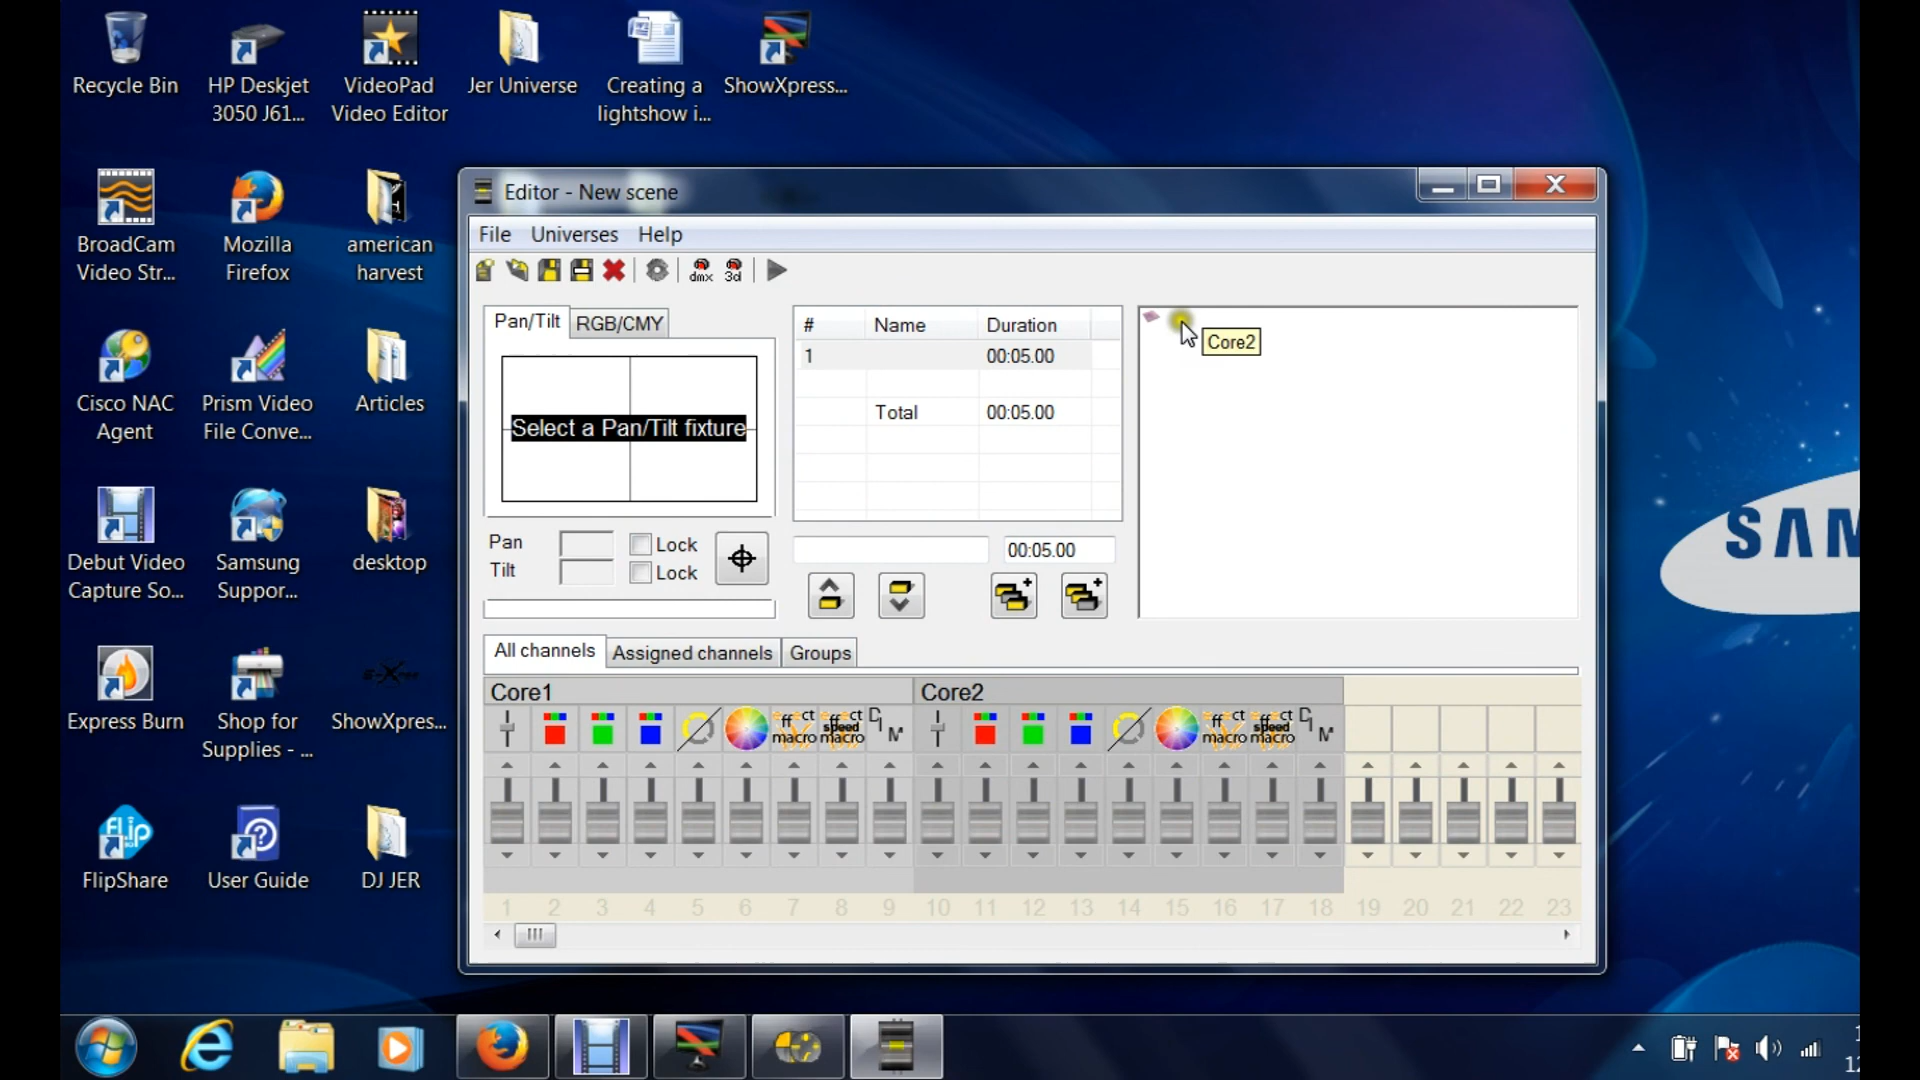 Recycle Bin
HP Deskjet
3050 J61...
VideoPad
Video Editor
Jer Universe
Creating a
lightshow i...
ShowXpress...
BroadCam
Video Str...
Mozilla
Firefox
american
harvest
Cisco NAC
Agent
Prism Video
File Conve...
Articles
Debut Video
Capture So...
Samsung
Suppor...
desktop
Express Burn
Shop for
Supplies - ...
ShowXpres...
FlipShare
User Guide
DJ JER
Editor - New scene
File Universes Help
dmx 3d
Pan/Tilt RGB/CMY
Select a Pan/Tilt fixture
Pan Lock
Tilt Lock
# Name Duration
1 00:05.00
Total 00:05.00
00:05.00
Core2
All channels Assigned channels Groups
Core1 Core2
1 2 3 4 5 6 7 8 9 10 11 12 13 14 15 16 17 18 19 20 21 22 23